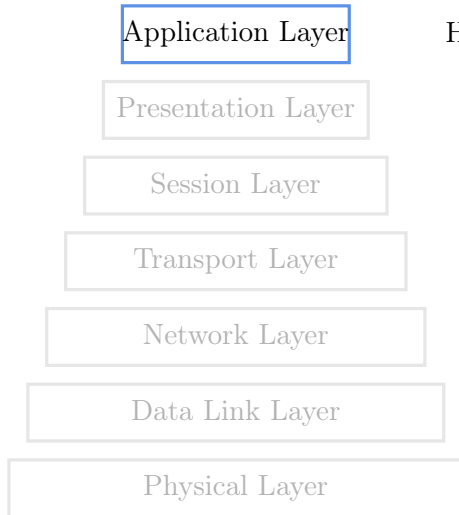 Application Layer H
Presentation Layer
Session Layer
Transport Layer
Network Layer
Data Link Layer
Physical Layer